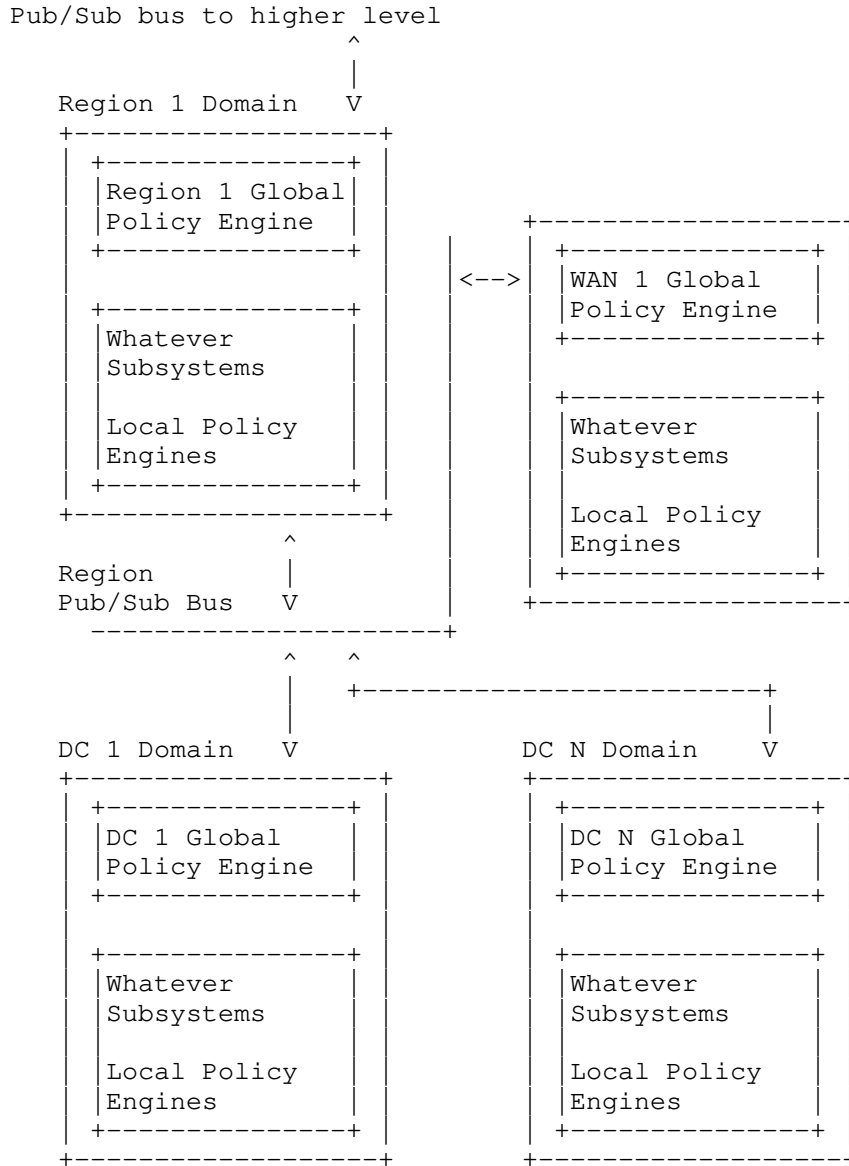 Pub/Sub bus to higher level
Region 1 Domain
Region 1 Global
Policy Engine
Whatever
Subsystems
Local Policy
Engines
WAN 1 Global
Policy Engine
Whatever
Subsystems
Local Policy
Engines
Region
Pub/Sub Bus
DC 1 Domain
DC 1 Global
Policy Engine
Whatever
Subsystems
Local Policy
Engines
DC N Domain
DC N Global
Policy Engine
Whatever
Subsystems
Local Policy
Engines